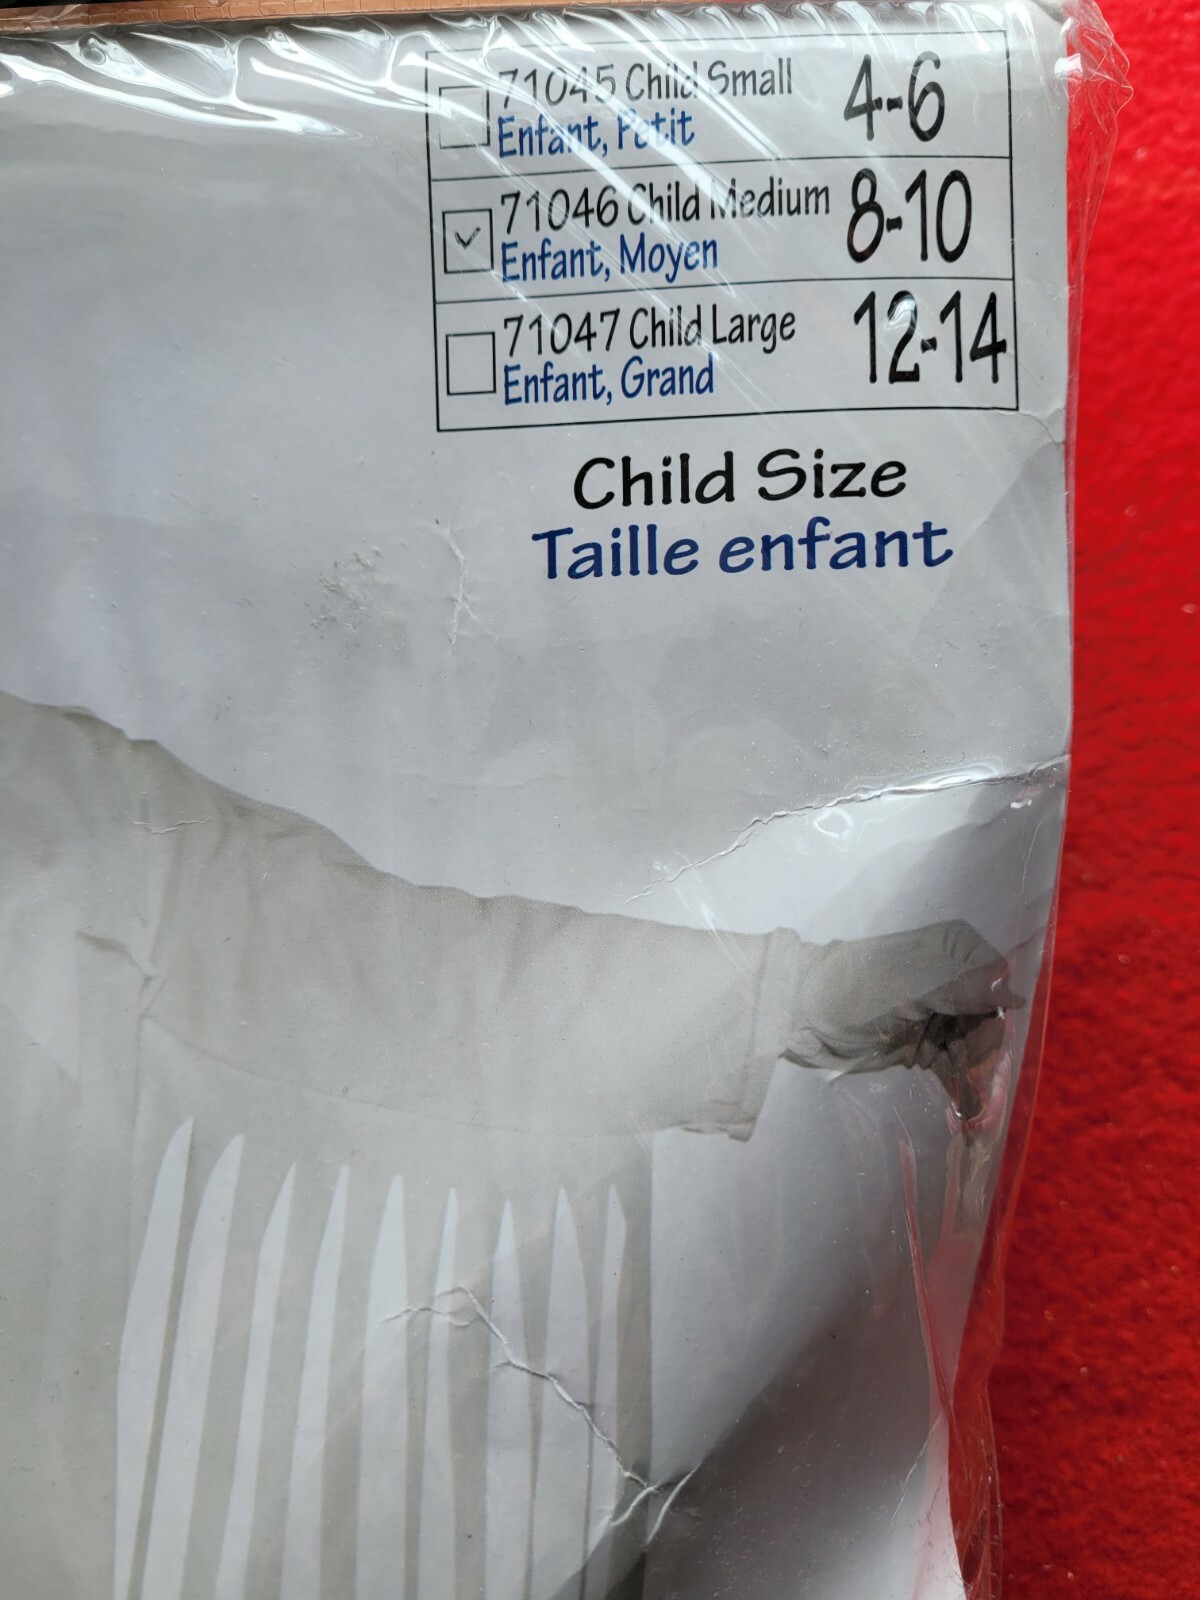 71045 Child Small 4-6
Enfant, Petit
71046 Child Medium 8-10
Enfant, Moyen
71047 Child Large 12-14
Enfant, Grand
Child Size
Taille enfant